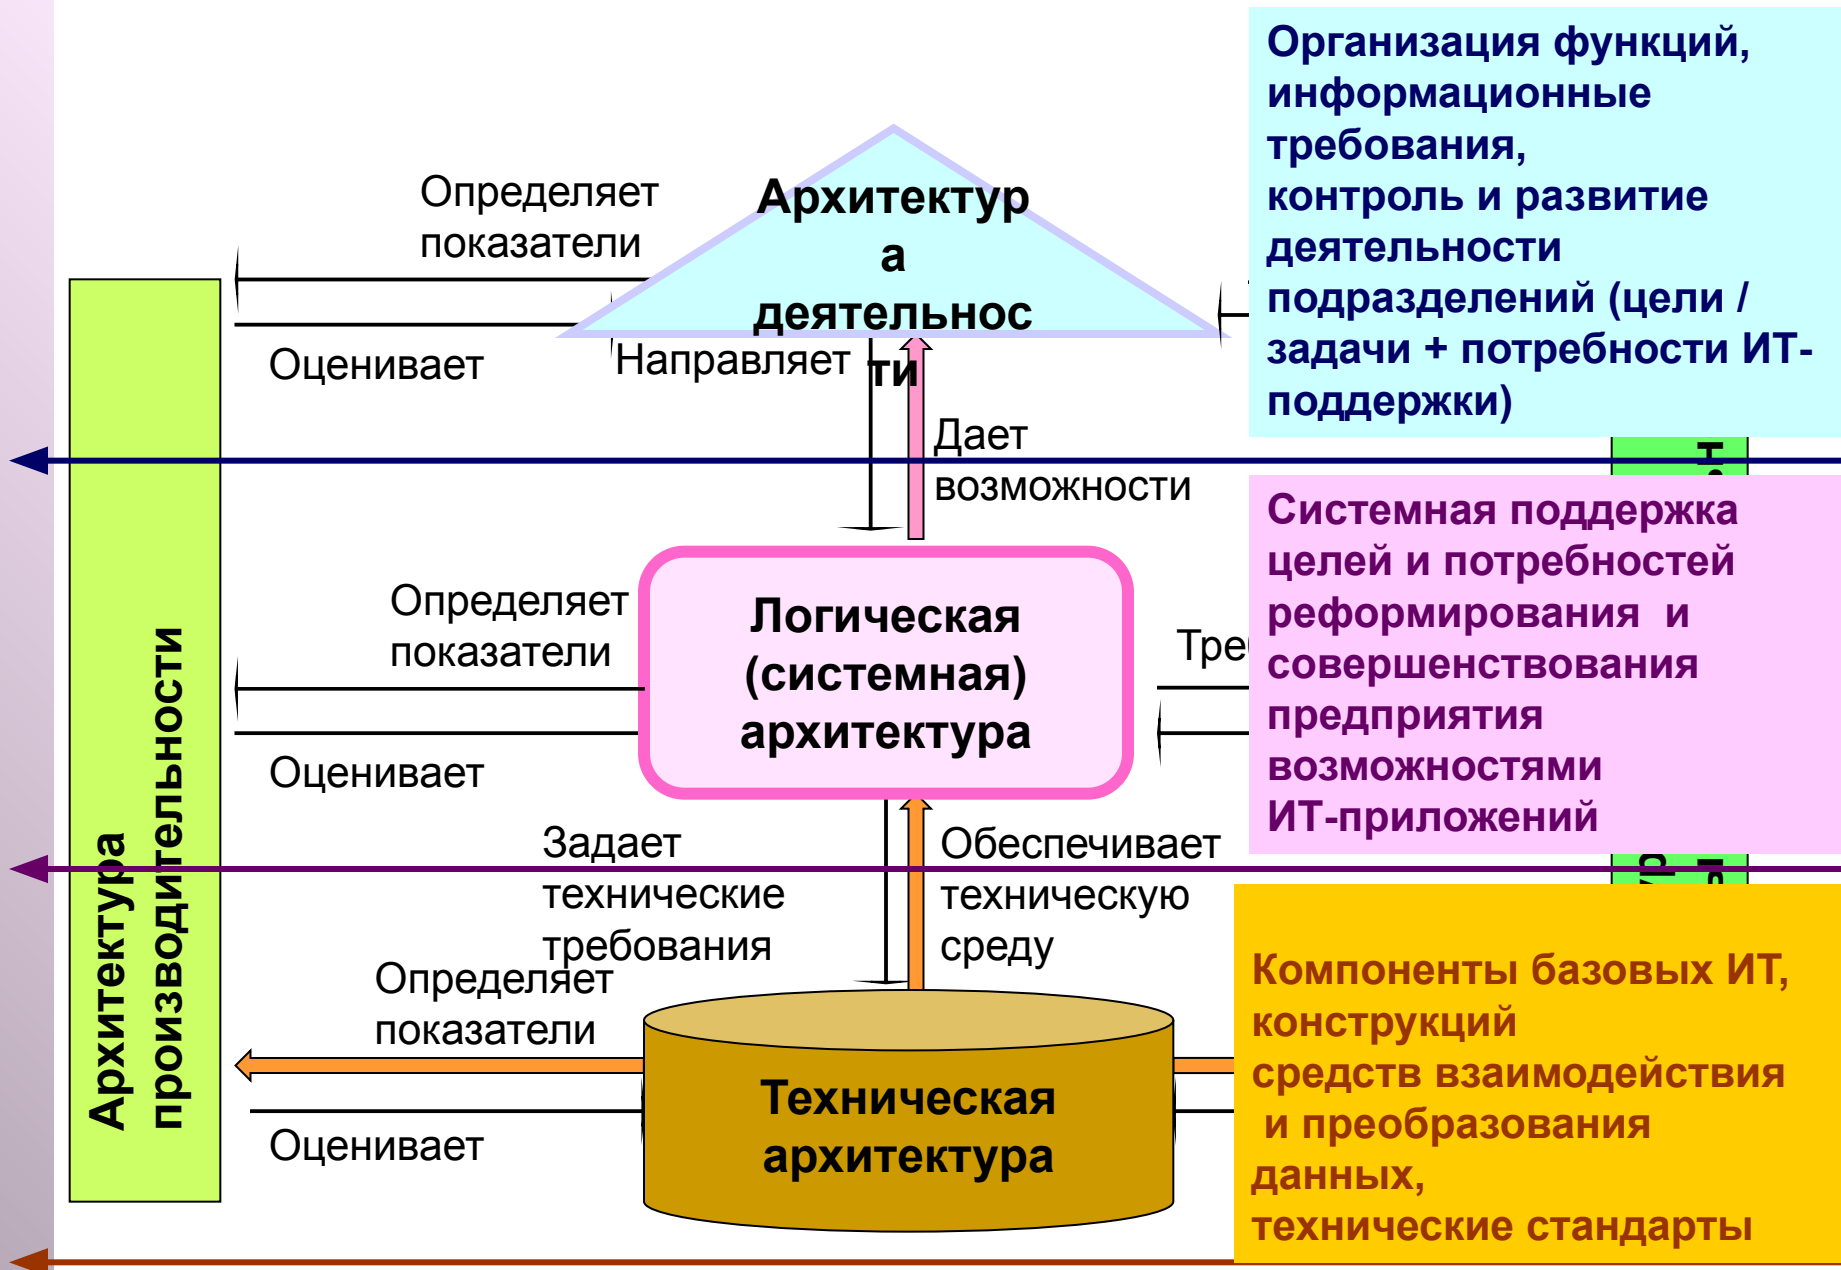 Организация функций,
информационные
требования,
контроль и развитие
деятельности
подразделений (цели /
задачи + потребности ИТ-
поддержки)
Определяет
показатели
Архитектур
а
деятельнос
ти
Оценивает
Направляет
Дает
возможности
Системная поддержка
целей и потребностей
реформирования и
совершенствования
предприятия
возможностями
ИТ-приложений
Определяет
показатели
Логическая
(системная)
архитектура
Оценивает
Архитектура
производительности
Задает
технические
требования
Обеспечивает
техническую
среду
Определяет
показатели
Техническая
архитектура
Оценивает
Компоненты базовых ИТ,
конструкций
средств взаимодействия
и преобразования
данных,
технические стандарты